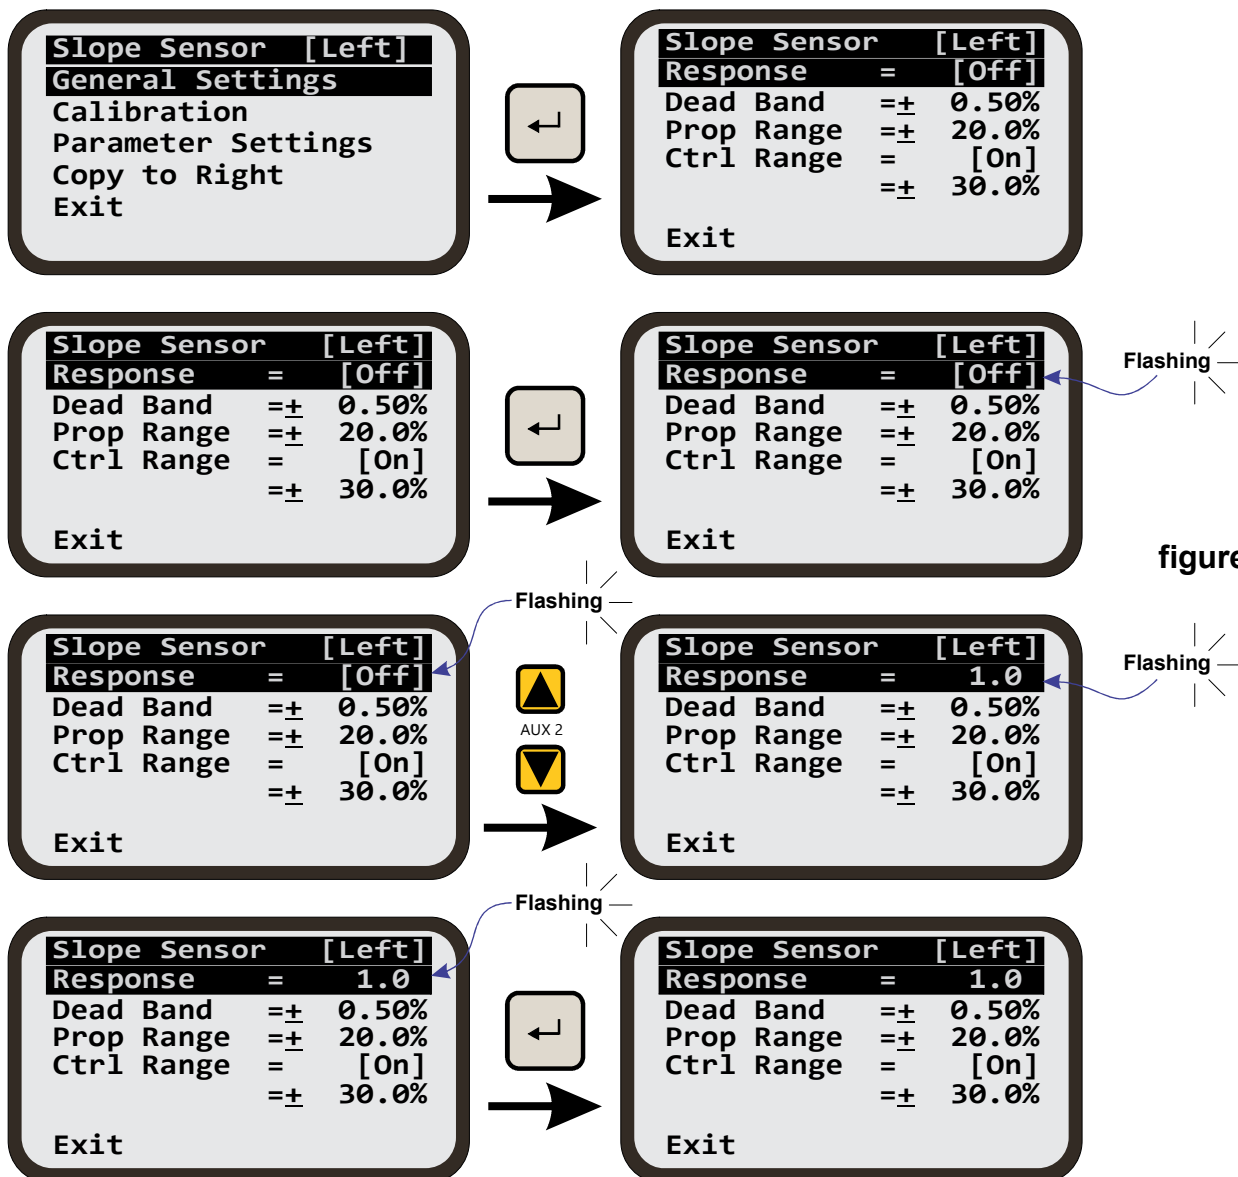 Slope Sensor [Left]
General Settings
Calibration
Parameter Settings
Copy to Right
Exit
Slope Sensor [Left]
Response = [Off]
Dead Band =± 0.50%
Prop Range =± 20.0%
Ctrl Range = [On]
=± 30.0%
Exit
Slope Sensor [Left]
Response = [Off]
Dead Band =± 0.50%
Prop Range =± 20.0%
Ctrl Range = [On]
=± 30.0%
Exit
Slope Sensor [Left]
Response = [Off]
Dead Band =± 0.50%
Prop Range =± 20.0%
Ctrl Range = [On]
=± 30.0%
Exit
Flashing
figure
Flashing
Slope Sensor [Left]
Response = [Off]
Dead Band =± 0.50%
Prop Range =± 20.0%
Ctrl Range = [On]
=± 30.0%
Exit
AUX 2
Slope Sensor [Left]
Response = 1.0
Dead Band =± 0.50%
Prop Range =± 20.0%
Ctrl Range = [On]
=± 30.0%
Exit
Flashing
Flashing
Slope Sensor [Left]
Response = 1.0
Dead Band =± 0.50%
Prop Range =± 20.0%
Ctrl Range = [On]
=± 30.0%
Exit
Slope Sensor [Left]
Response = 1.0
Dead Band =± 0.50%
Prop Range =± 20.0%
Ctrl Range = [On]
=± 30.0%
Exit